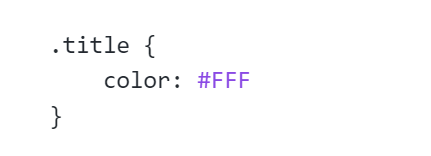 .title {
    color: #FFF
}